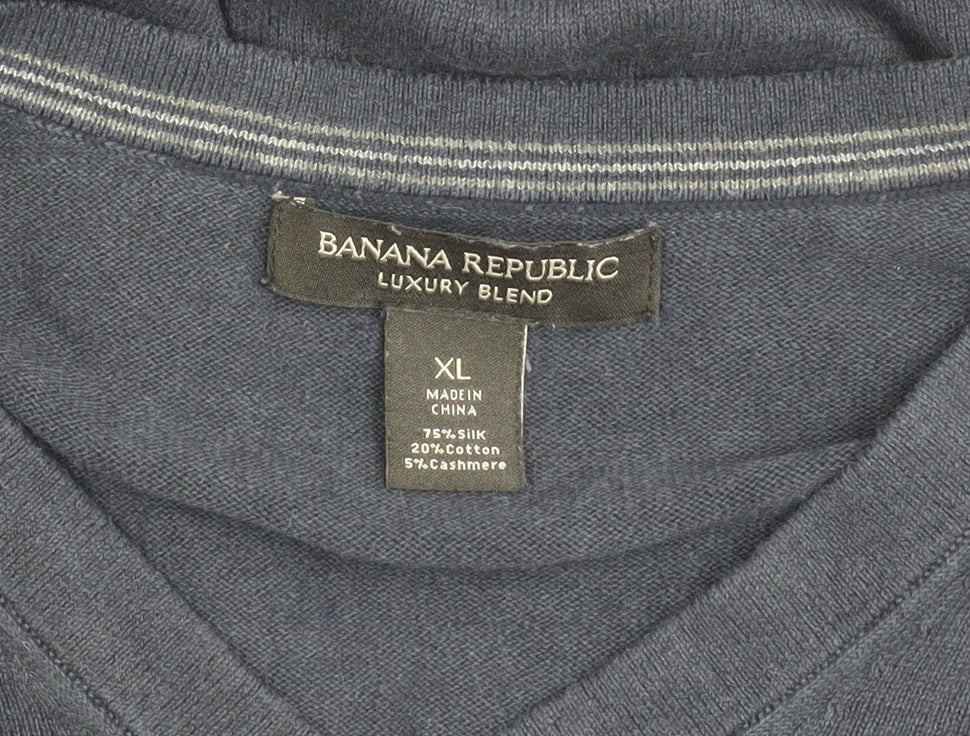 BANANA REPUBLIC
LUXURY BLEND
XL
MADE IN
CHINA
75%Silk
20%Cotton
5%Cashmere